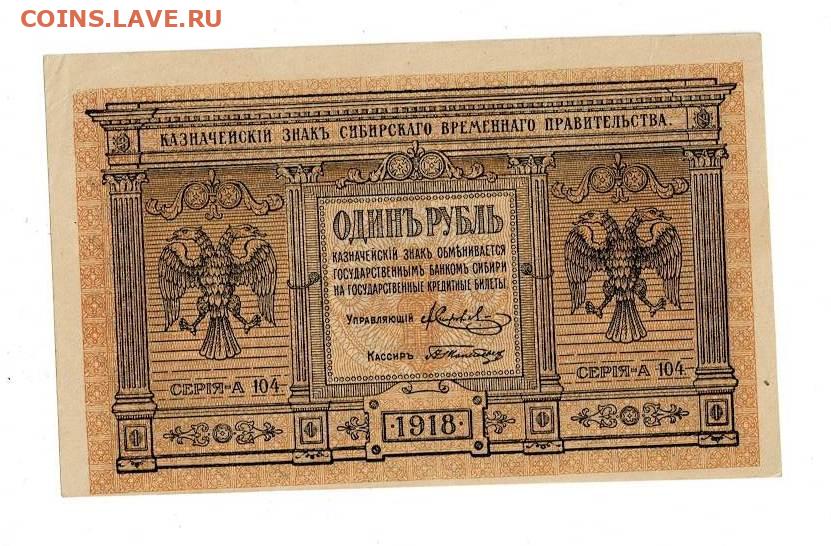 COINS.LAVE.RU
КАЗНАЧЕЙСКІЙ ЗНАКЪ СИБИРСКАГО ВРЕМЕННАГО ПРАВИТЕЛЬСТВА.
ОДИНЪ РУБЛЬ
КАЗНАЧЕЙСКІЙ ЗНАКЪ ОБМѢНИВАЕТСЯ
ГОСУДАРСТВЕННЫМЪ БАНКОМЪ СИБИРИ
НА ГОСУДАРСТВЕННЫЕ КРЕДИТНЫЕ БИЛЕТЫ.
УПРАВЛЯЮЩІЙ
КАССИРЪ
СЕРІЯ-А 104.
СЕРІЯ-А 104.
1 1 ·1918· 1 1